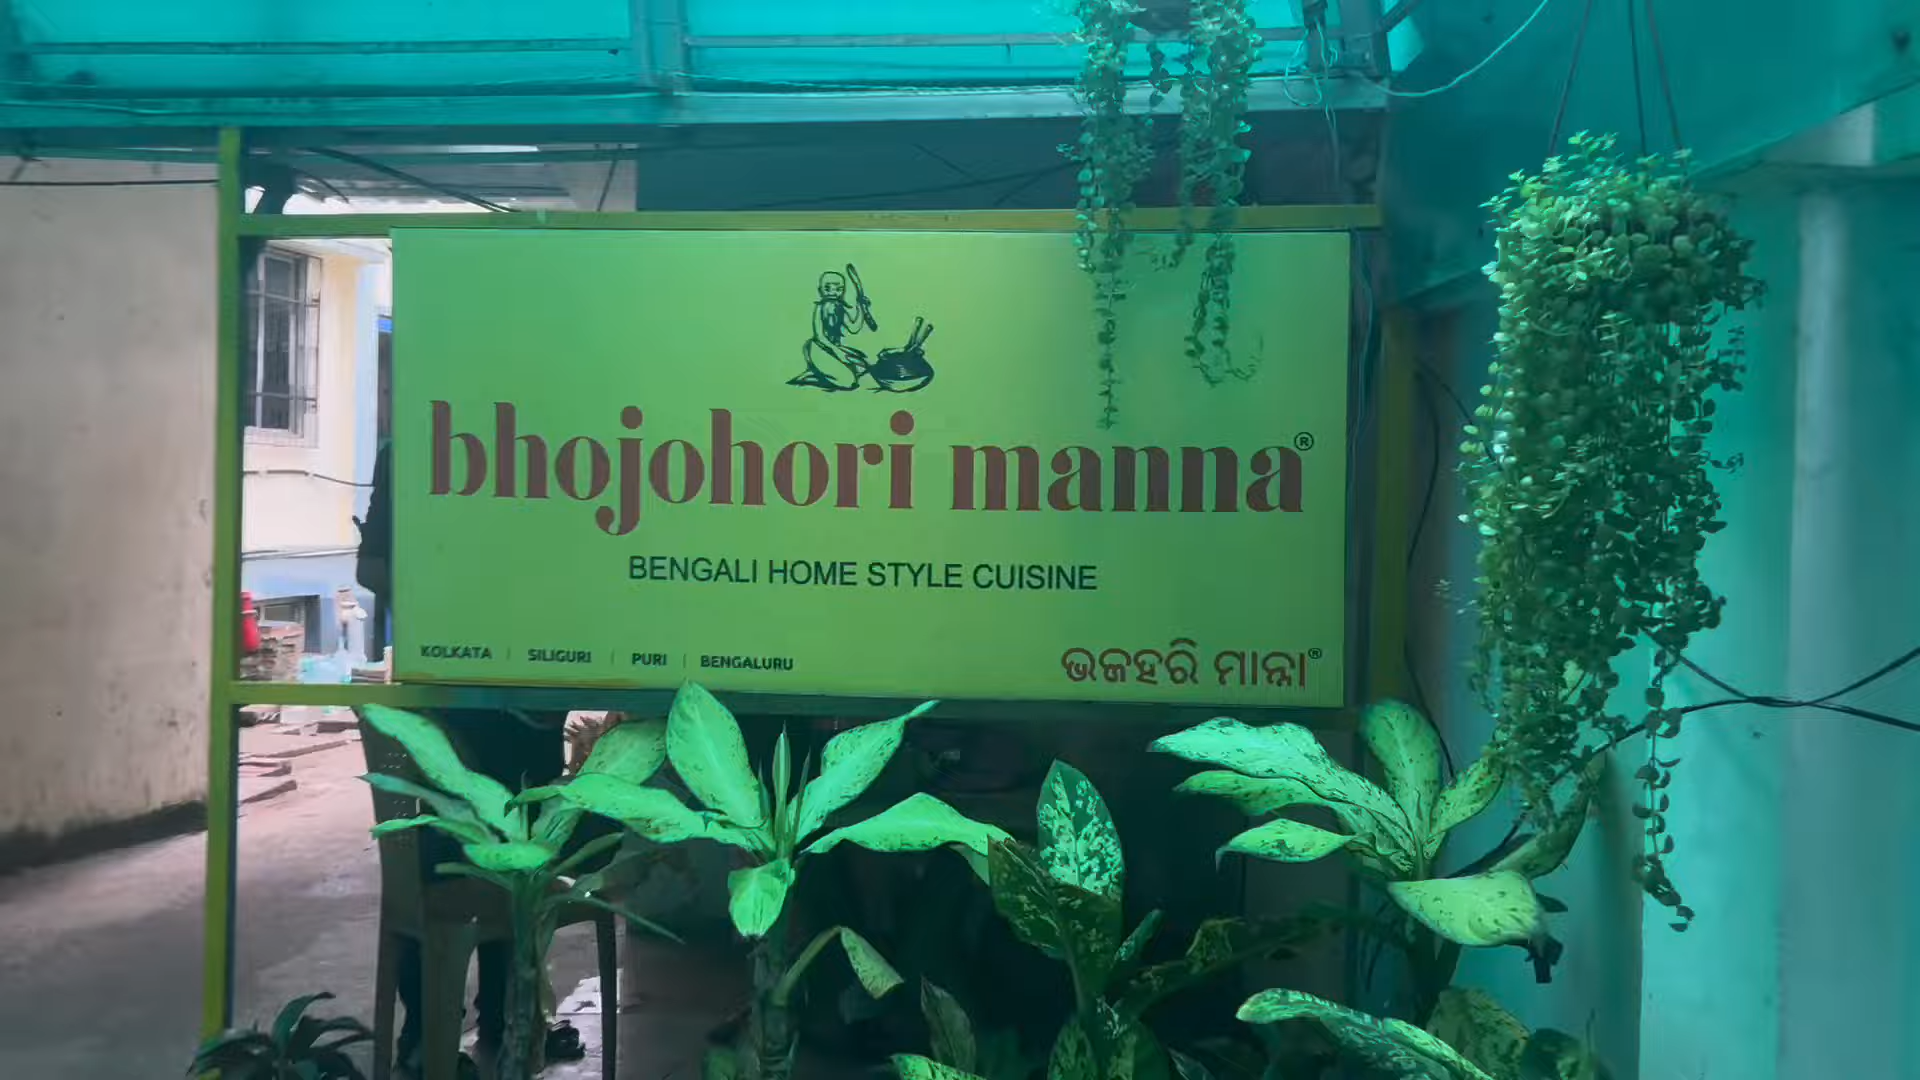 bhojohori manna®
BENGALI HOME STYLE CUISINE
KOLKATA | SILIGURI | PURI | BENGALURU
ଭଜହରି ମାନ୍ନା®